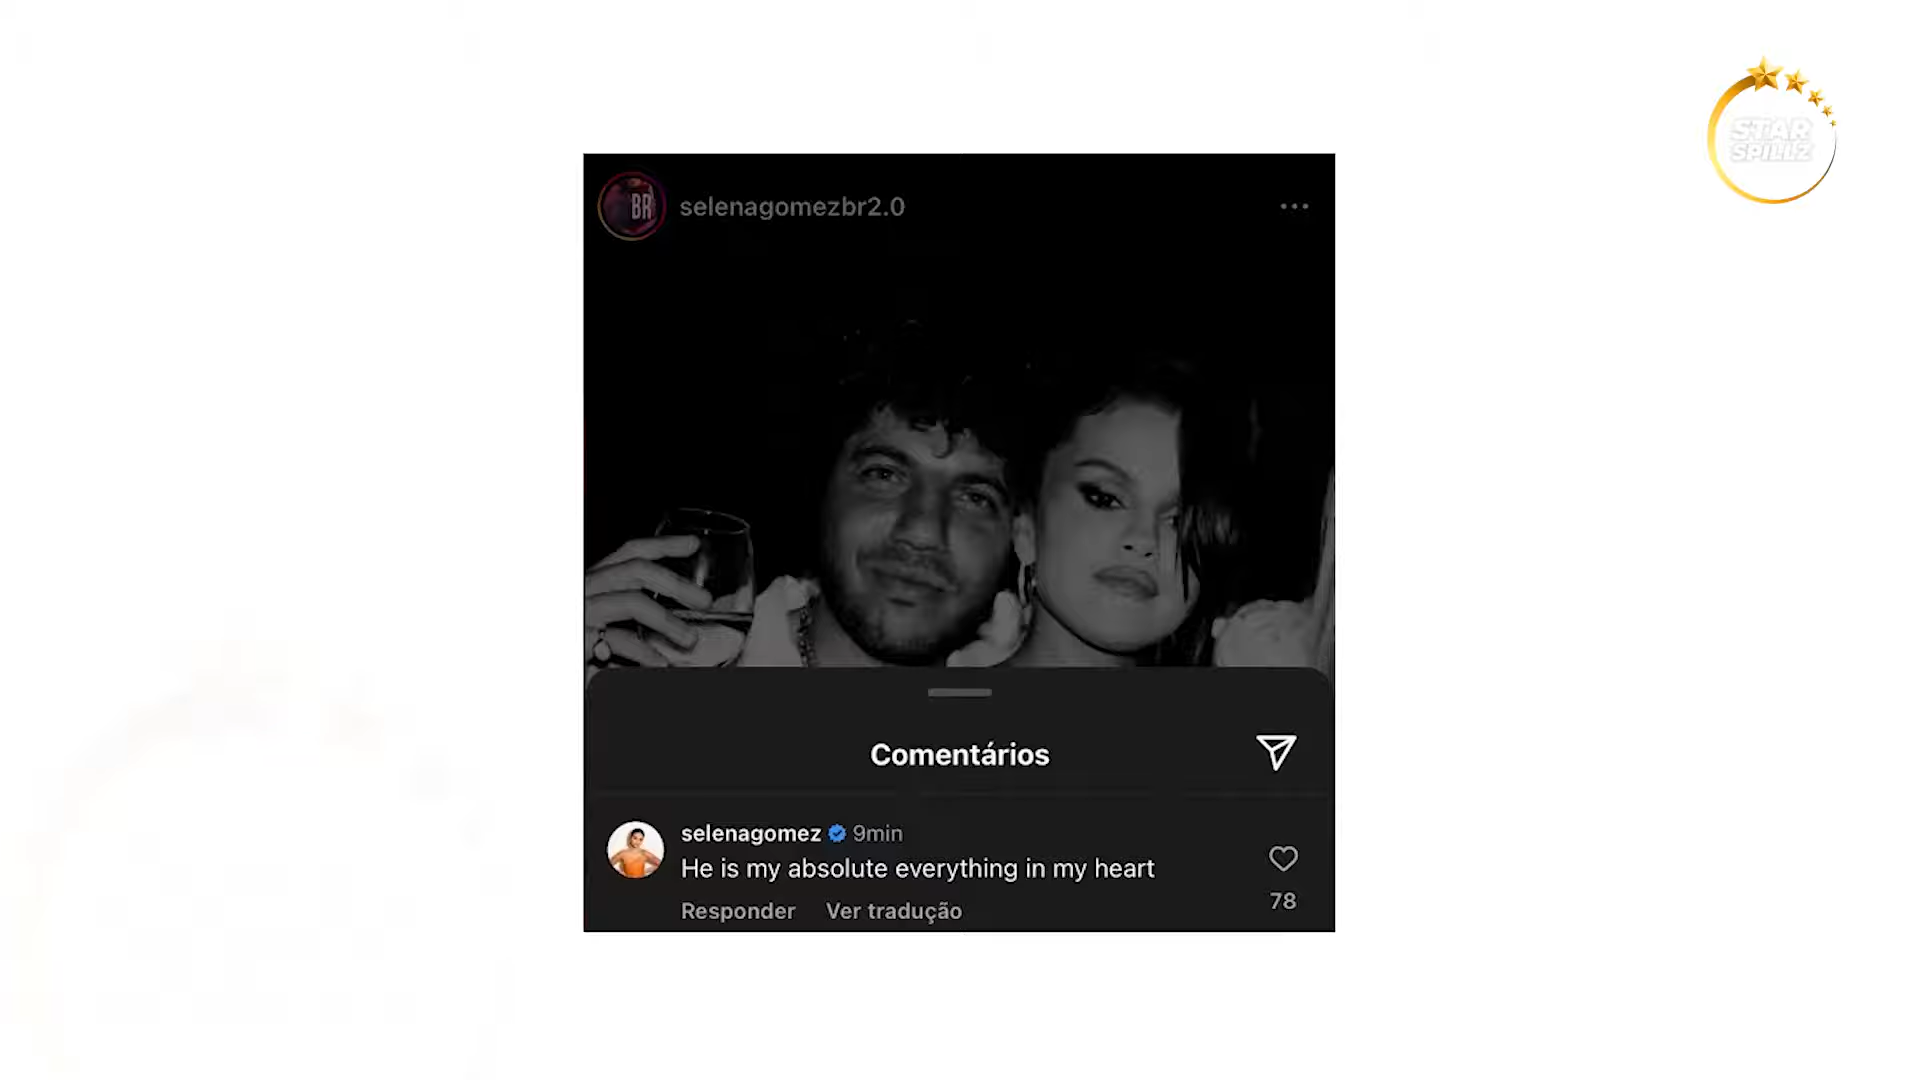 STAR
SPILLZ
BR
selenagomezbr2.0
Comentários
selenagomez 9min
He is my absolute everything in my heart
78
Responder Ver tradução